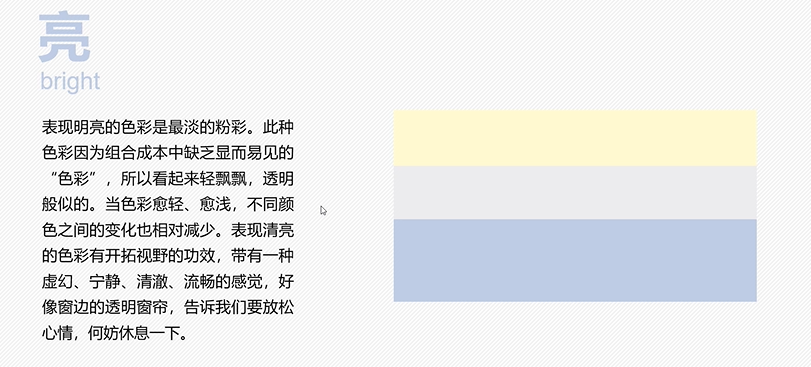 亮
bright
表现明亮的色彩是最淡的粉彩。此种
色彩因为组合成本中缺乏显而易见的
“色彩”，所以看起来轻飘飘，透明
般似的。当色彩愈轻、愈浅，不同颜
色之间的变化也相对减少。表现清亮
的色彩有开拓视野的功效，带有一种
虚幻、宁静、清澈、流畅的感觉，好
像窗边的透明窗帘，告诉我们要放松
心情，何妨休息一下。